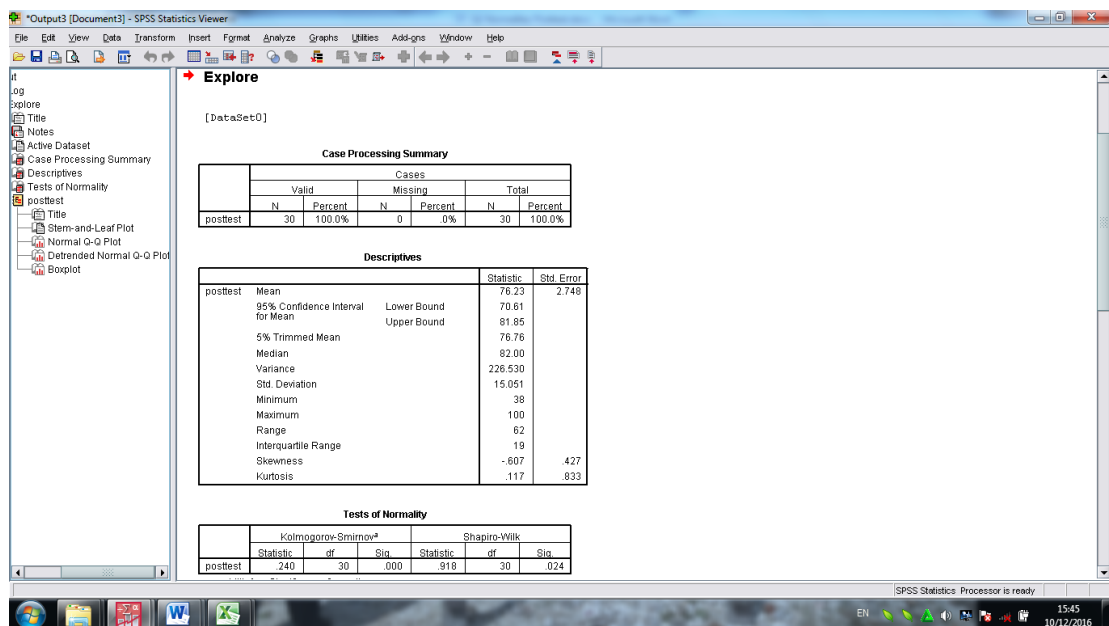 *Output3 [Document3] - SPSS Statistics Viewer
File Edit View Data Transform Insert Format Analyze Graphs Utilities Add-ons Window Help
Log
Explore
Title
Notes
Active Dataset
Case Processing Summary
Descriptives
Tests of Normality
posttest
Title
Stem-and-Leaf Plot
Normal Q-Q Plot
Detrended Normal Q-Q Plot
Boxplot
Explore
[DataSet0]
Case Processing Summary
Cases
Valid Missing Total
N Percent N Percent N Percent
posttest 30 100.0% 0 .0% 30 100.0%
Descriptives
Statistic Std. Error
posttest Mean 76.23 2.748
95% Confidence Interval for Mean Lower Bound 70.61
Upper Bound 81.85
5% Trimmed Mean 76.76
Median 82.00
Variance 226.530
Std. Deviation 15.051
Minimum 38
Maximum 100
Range 62
Interquartile Range 19
Skewness -.607 .427
Kurtosis .117 .833
Tests of Normality
Kolmogorov-Smirnovᵃ Shapiro-Wilk
Statistic df Sig. Statistic df Sig.
posttest .240 30 .000 .918 30 .024
SPSS Statistics Processor is ready
EN 15:45
10/12/2016